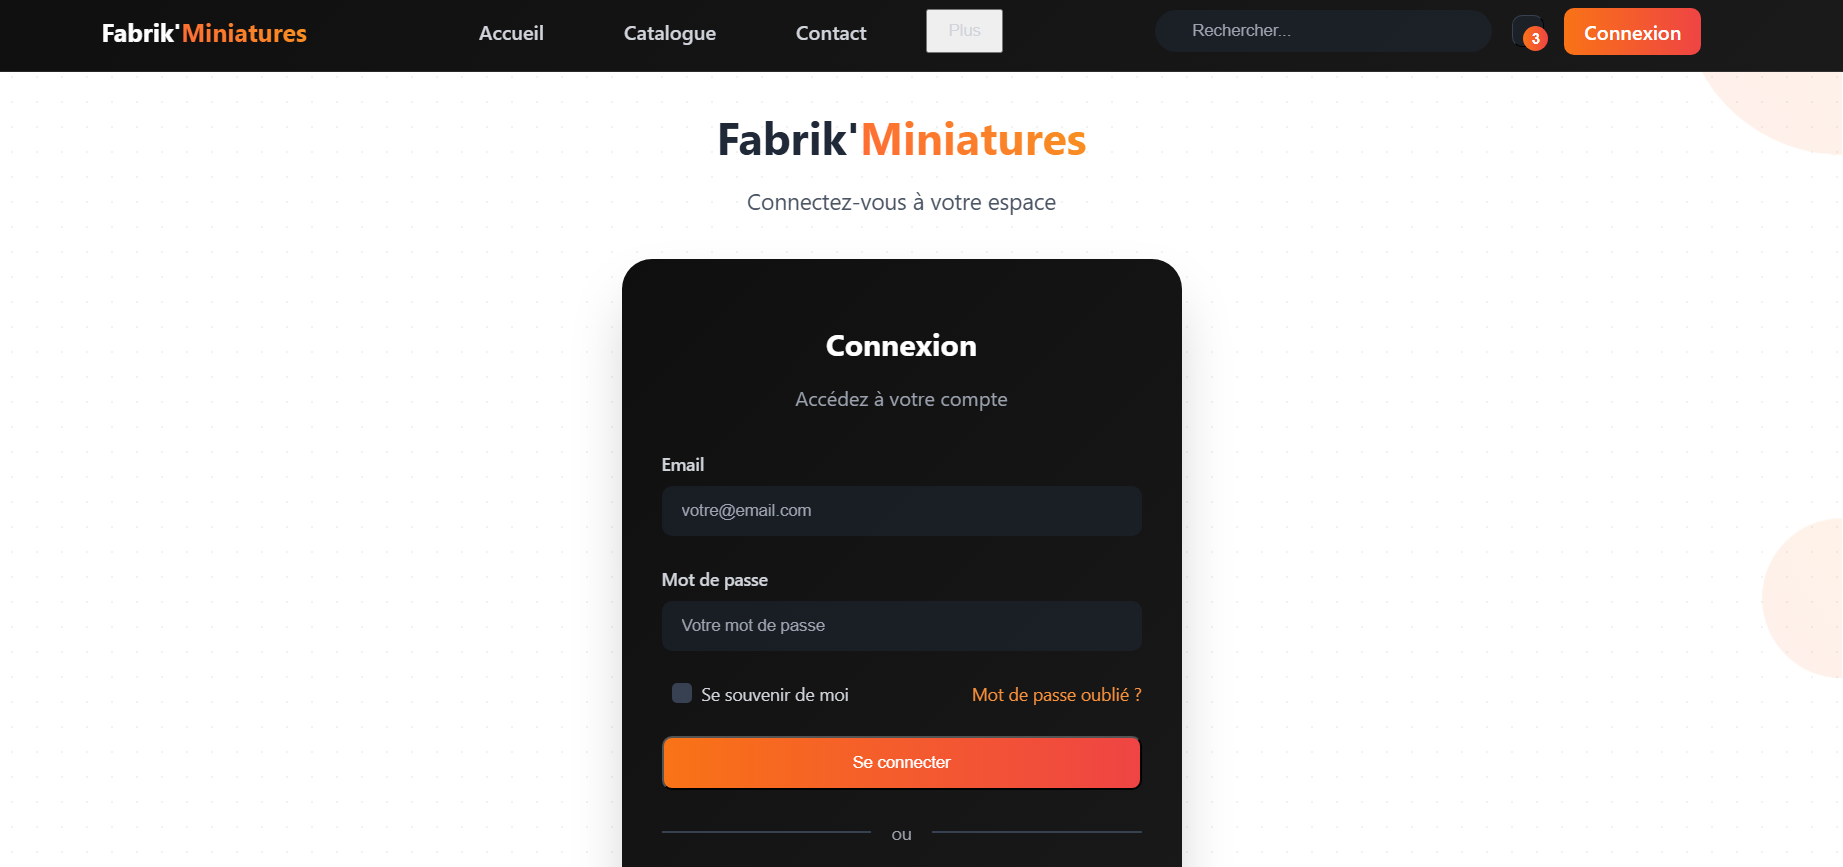 Fabrik'Miniatures
Accueil
Catalogue
Contact
Plus
Rechercher...
3
Connexion
Fabrik'Miniatures
Connectez-vous à votre espace
Connexion
Accédez à votre compte
Email
votre@email.com
Mot de passe
Votre mot de passe
Se souvenir de moi
Mot de passe oublié ?
Se connecter
ou